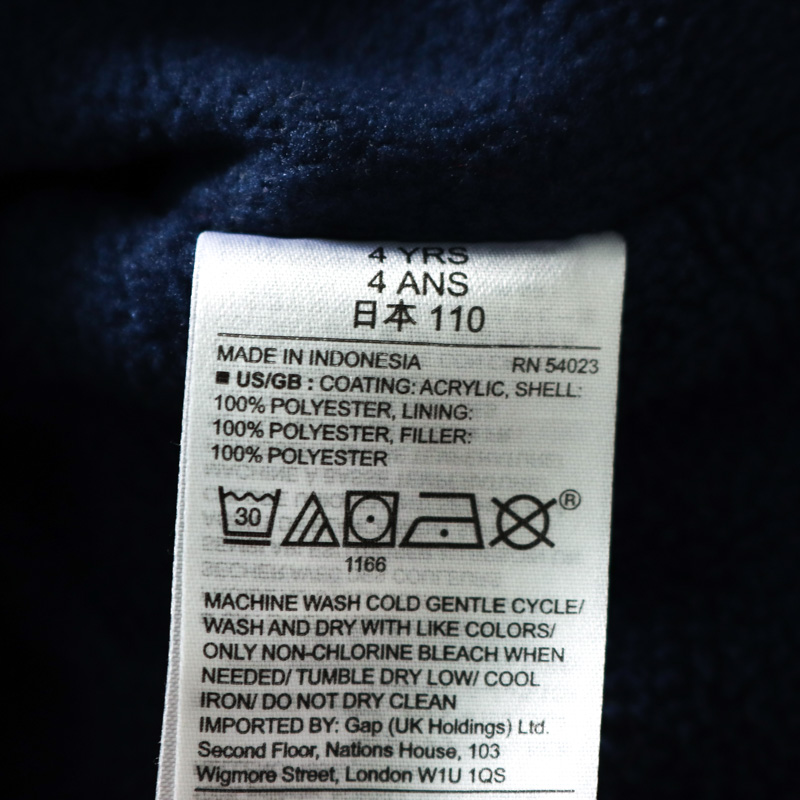 4 YRS
4 ANS
日本 110
MADE IN INDONESIA RN 54023
■ US/GB : COATING: ACRYLIC, SHELL:
100% POLYESTER, LINING:
100% POLYESTER, FILLER:
100% POLYESTER
30 ®
1166
MACHINE WASH COLD GENTLE CYCLE/
WASH AND DRY WITH LIKE COLORS/
ONLY NON-CHLORINE BLEACH WHEN
NEEDED/ TUMBLE DRY LOW/ COOL
IRON/ DO NOT DRY CLEAN
IMPORTED BY: Gap (UK Holdings) Ltd.
Second Floor, Nations House, 103
Wigmore Street, London W1U 1QS